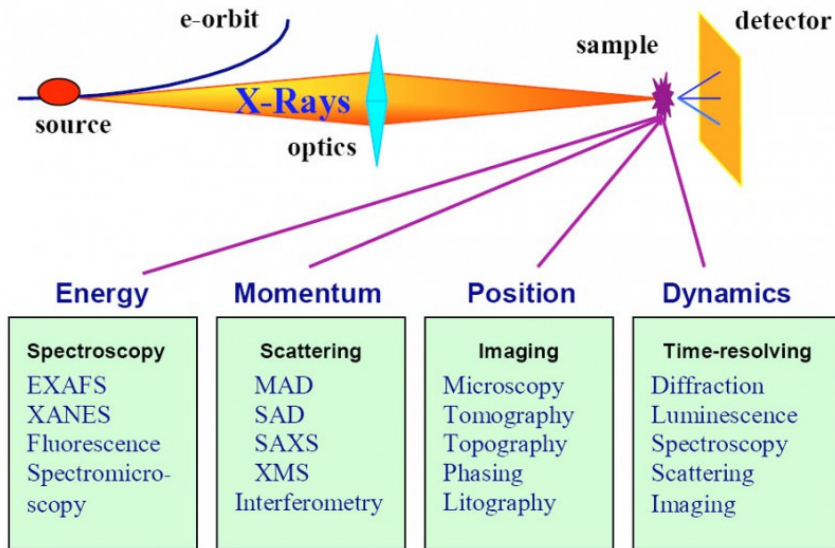 e-orbit
sample
detector
X-Rays
source
optics
Energy
Momentum
Position
Dynamics
Spectroscopy
EXAFS
XANES
Fluorescence
Spectromicro-
scopy
Scattering
MAD
SAD
SAXS
XMS
Interferometry
Imaging
Microscopy
Tomography
Topography
Phasing
Litography
Time-resolving
Diffraction
Luminescence
Spectroscopy
Scattering
Imaging